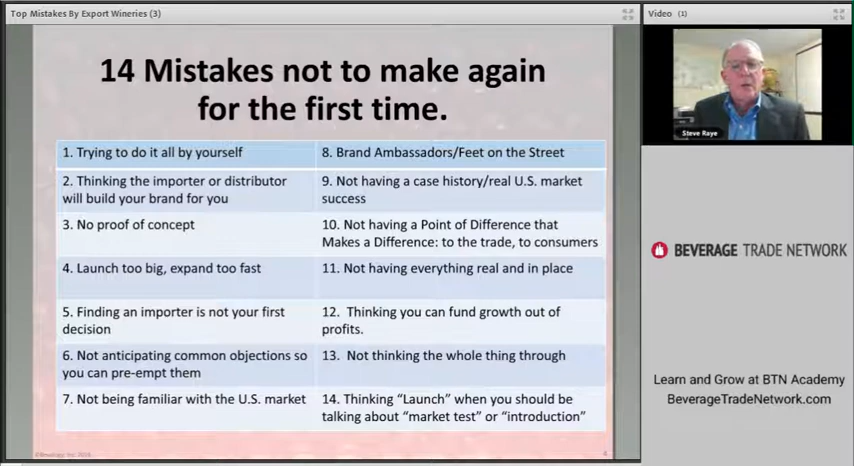 Top Mistakes By Export Wineries (3)
Video (1)
14 Mistakes not to make again
for the first time.
1. Trying to do it all by yourself
2. Thinking the importer or distributor
will build your brand for you
3. No proof of concept
4. Launch too big, expand too fast
5. Finding an importer is not your first
decision
6. Not anticipating common objections so
you can pre-empt them
7. Not being familiar with the U.S. market
8. Brand Ambassadors/Feet on the Street
9. Not having a case history/real U.S. market
success
10. Not having a Point of Difference that
Makes a Difference: to the trade, to consumers
11. Not having everything real and in place
12. Thinking you can fund growth out of
profits.
13. Not thinking the whole thing through
14. Thinking “Launch” when you should be
talking about “market test” or “introduction”
Steve Raye
BEVERAGE TRADE NETWORK
Learn and Grow at BTN Academy
BeverageTradeNetwork.com